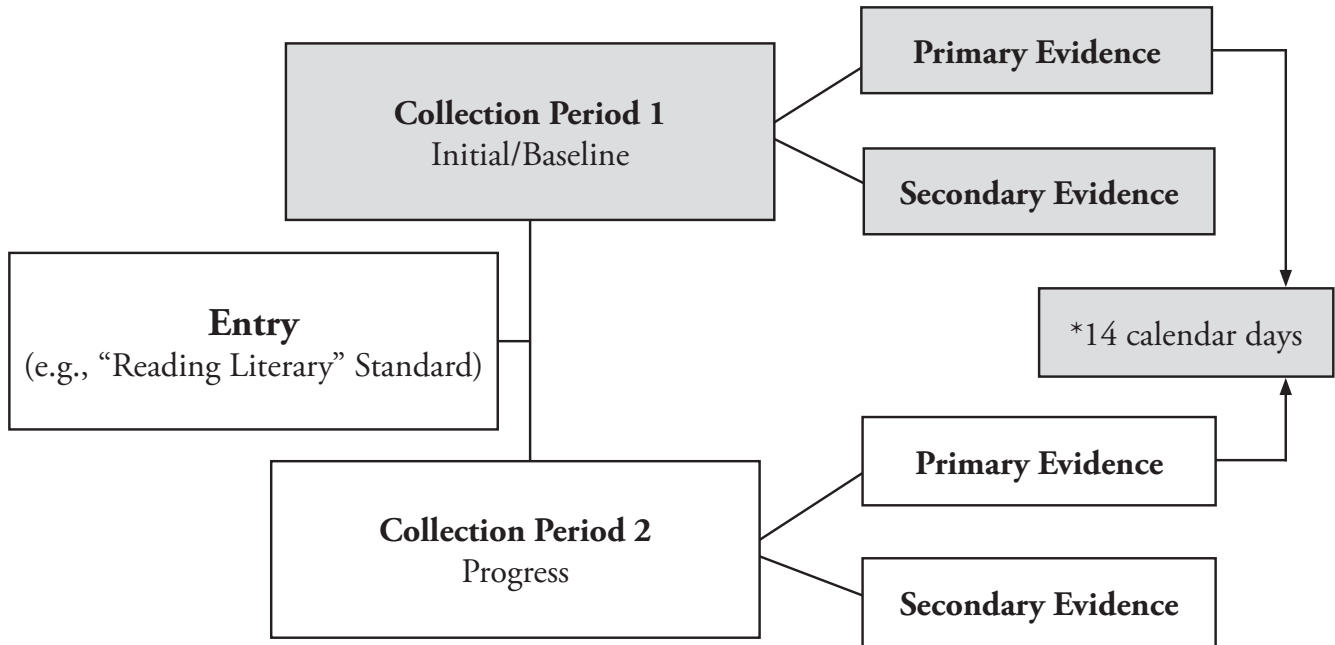 Primary Evidence
Collection Period 1
Initial/Baseline
Secondary Evidence
Entry
(e.g., “Reading Literary” Standard)
*14 calendar days
Primary Evidence
Collection Period 2
Progress
Secondary Evidence